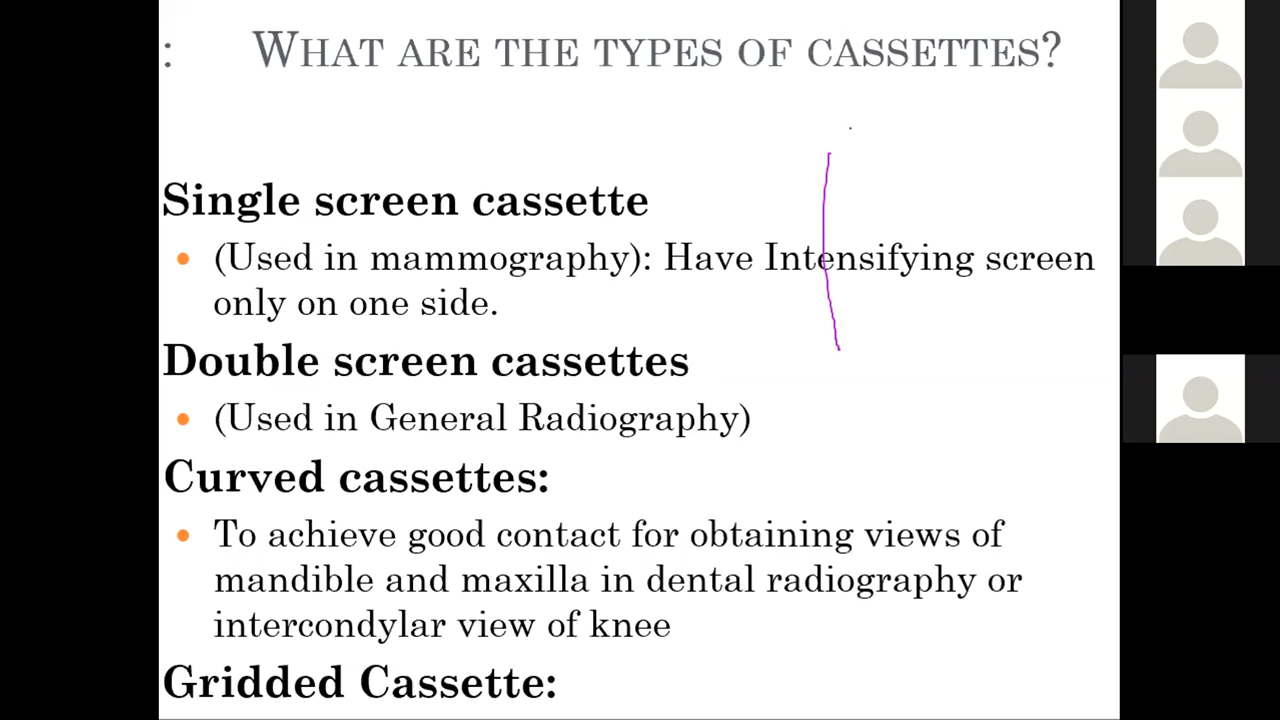 : WHAT ARE THE TYPES OF CASSETTES?
Single screen cassette
• (Used in mammography): Have Intensifying screen
only on one side.
Double screen cassettes
• (Used in General Radiography)
Curved cassettes:
• To achieve good contact for obtaining views of
mandible and maxilla in dental radiography or
intercondylar view of knee
Gridded Cassette: